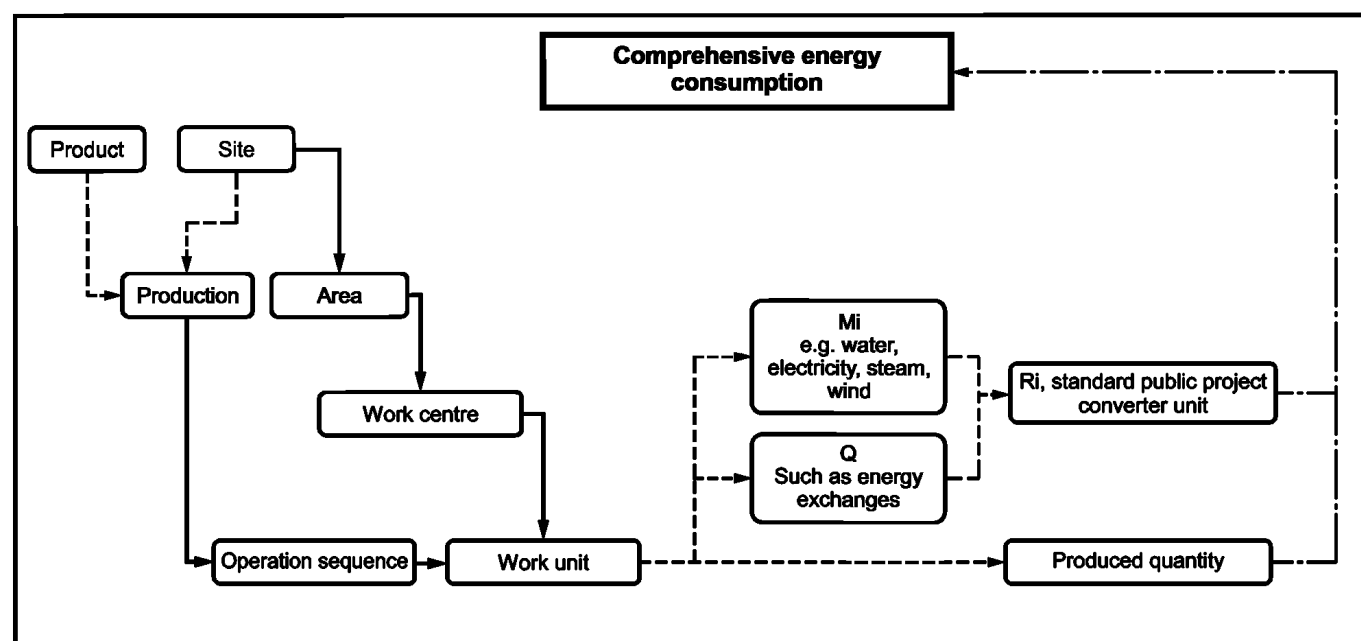 Comprehensive energy
consumption
Product
Site
Production
Area
Work centre
Mi
e.g. water,
electricity, steam,
wind
Ri, standard public project
converter unit
Q
Such as energy
exchanges
Operation sequence
Work unit
Produced quantity